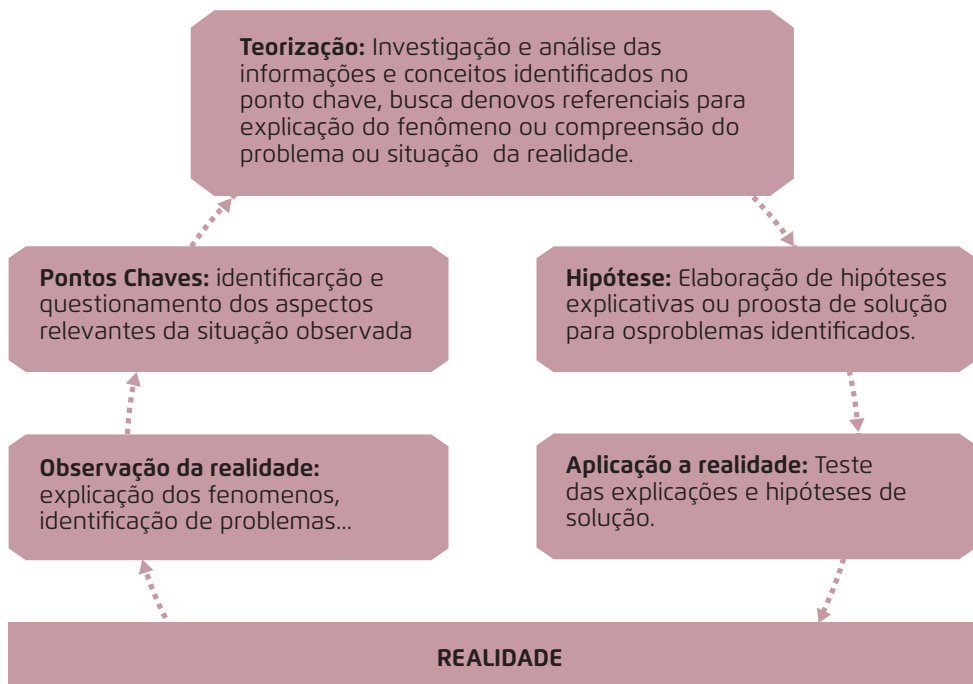 Teorização: Investigação e análise das
informações e conceitos identificados no
ponto chave, busca denovos referenciais para
explicação do fenômeno ou compreensão do
problema ou situação da realidade.
Pontos Chaves: identificarção e
questionamento dos aspectos
relevantes da situação observada
Hipótese: Elaboração de hipóteses
explicativas ou proosta de solução
para osproblemas identificados.
Observação da realidade:
explicação dos fenomenos,
identificação de problemas...
Aplicação a realidade: Teste
das explicações e hipóteses de
solução.
REALIDADE